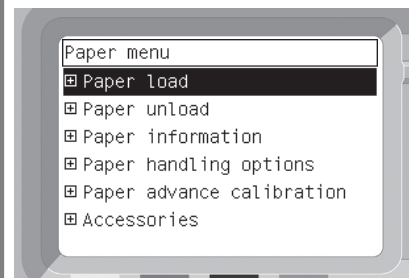 Paper menu
Paper load
Paper unload
Paper information
Paper handling options
Paper advance calibration
Accessories